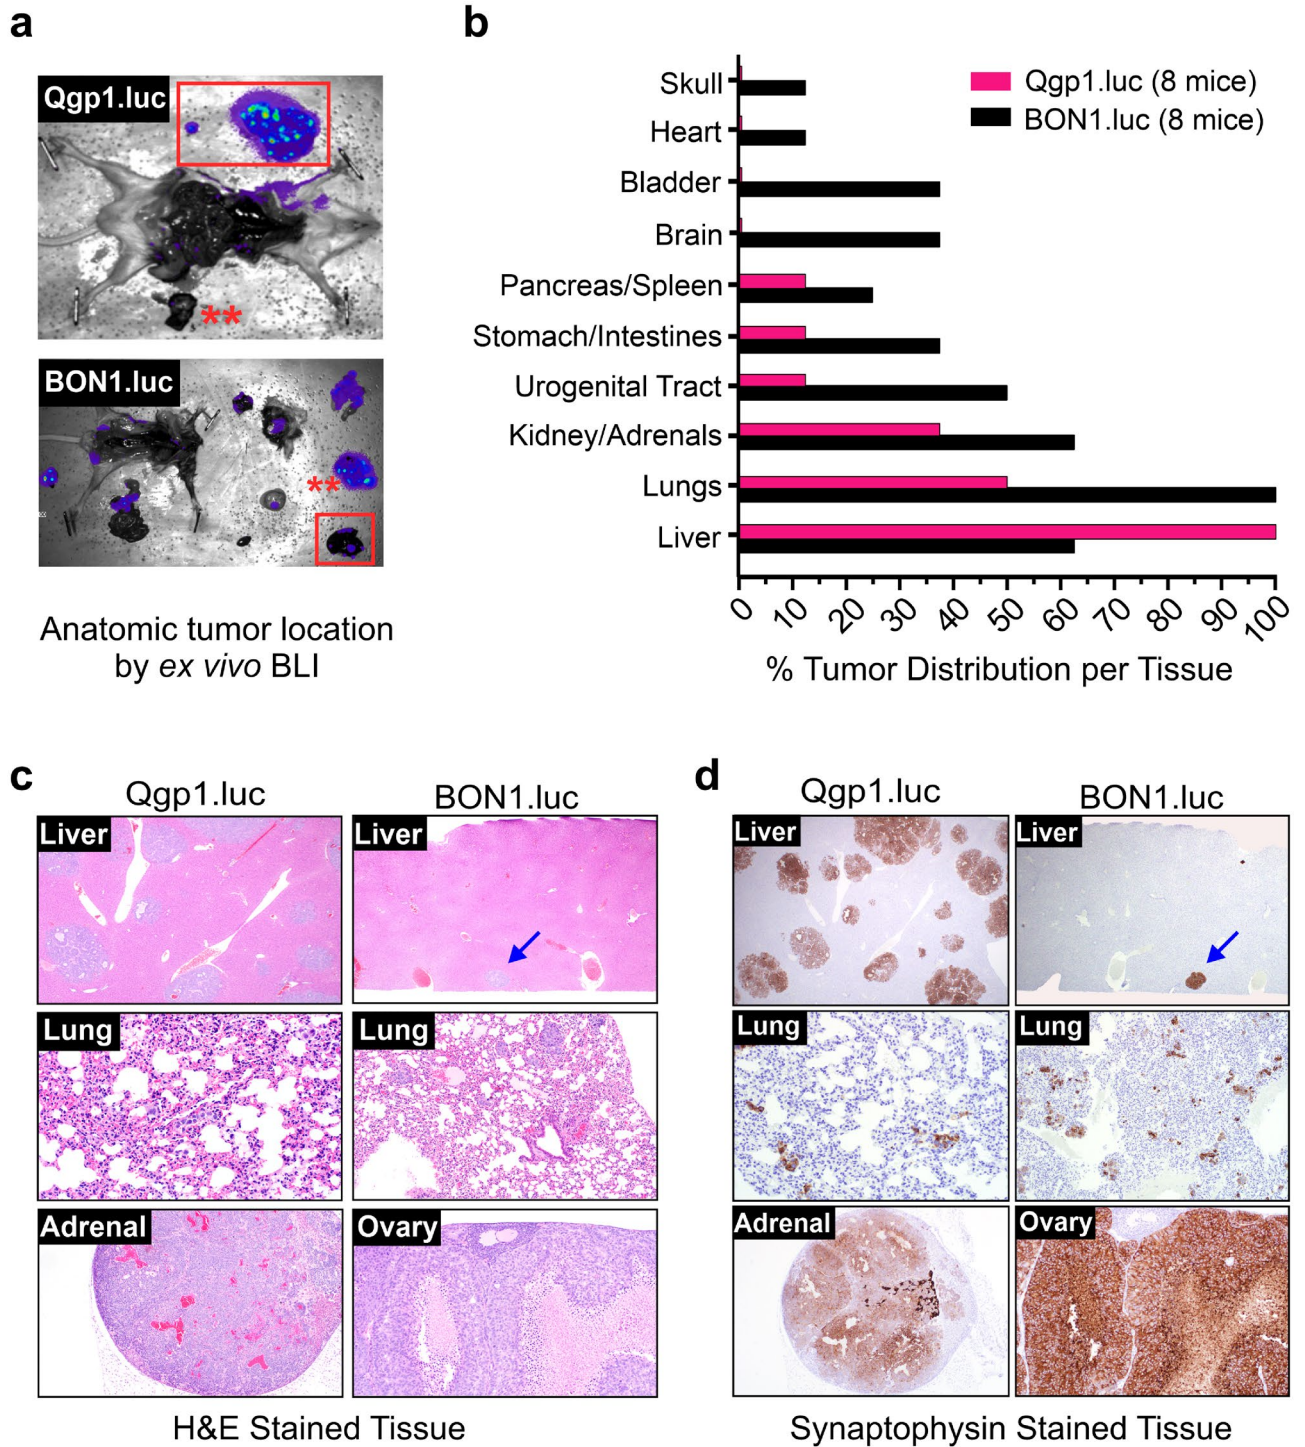 a
Qgp1.luc
**
BON1.luc
**
Anatomic tumor location
by ex vivo BLI
b
Skull
Heart
Bladder
Brain
Pancreas/Spleen
Stomach/Intestines
Urogenital Tract
Kidney/Adrenals
Lungs
Liver
Qgp1.luc (8 mice)
BON1.luc (8 mice)
0 10 20 30 40 50 60 70 80 90 100
% Tumor Distribution per Tissue
c
Qgp1.luc BON1.luc
Liver Liver
Lung Lung
Adrenal Ovary
H&E Stained Tissue
d
Qgp1.luc BON1.luc
Liver Liver
Lung Lung
Adrenal Ovary
Synaptophysin Stained Tissue